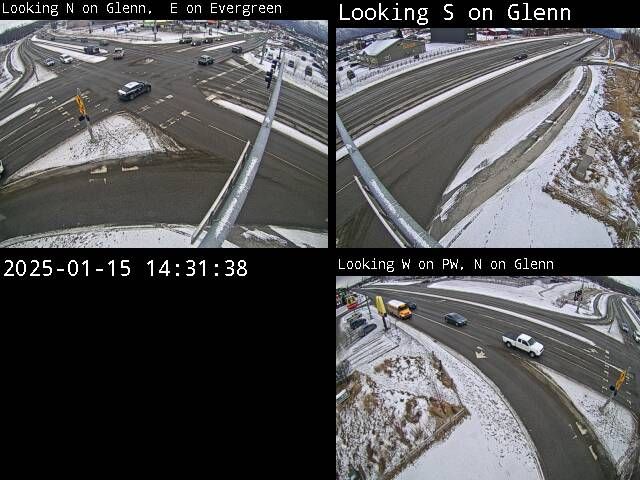 Looking N on Glenn,  E on Evergreen
Looking S on Glenn
2025-01-15 14:31:38
Looking W on PW, N on Glenn